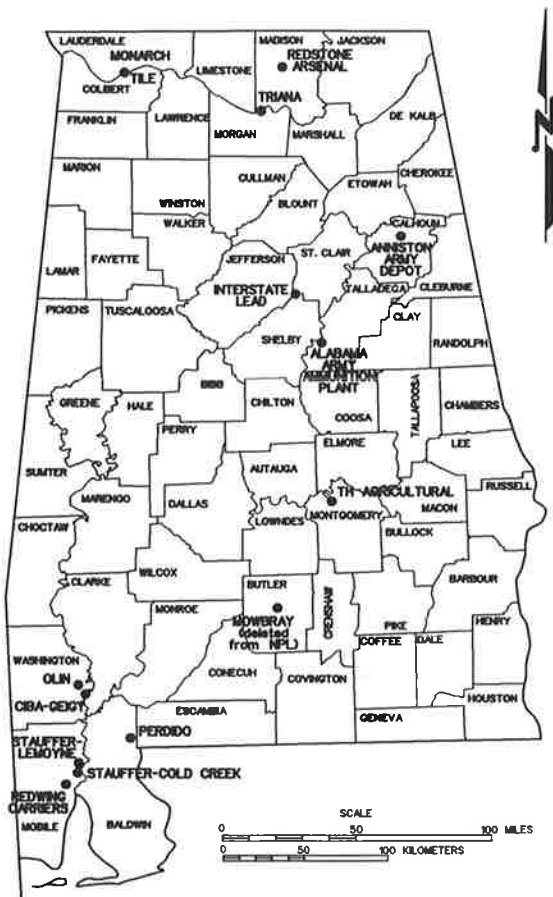 LAUDERDALE
MONARCH
TILE
COLBERT
LIMESTONE
MADISON
REDSTONE
ARSENAL
JACKSON
TRIANA
FRANKLIN
LAWRENCE
MORGAN
MARSHALL
DE KALB
MARION
WINSTON
CULLMAN
BLOUNT
ETOWAH
CHEROKEE
WALKER
LAMAR
FAYETTE
JEFFERSON
ST. CLAIR
CALHOUN
ANNISTON
ARMY
DEPOT
INTERSTATE
LEAD
TALLADEGA
CLEBURNE
PICKENS
TUSCALOOSA
SHELBY
CLAY
RANDOLPH
ALABAMA
ARMY
AMMUNITION
PLANT
BIBB
GREENE
HALE
PERRY
CHILTON
COOSA
TALLAPOOSA
CHAMBERS
SUMTER
AUTAUGA
ELMORE
LEE
MARENGO
DALLAS
TH AGRICULTURAL
MONTGOMERY
MACON
RUSSELL
CHOCTAW
LOWNDES
BULLOCK
CLARKE
WILCOX
BUTLER
MOWBRAY
(deleted
from NPL)
CRENSHAW
PIKE
BARBOUR
MONROE
HENRY
WASHINGTON
OLIN
CIBA-GEIGY
CONECUH
COVINGTON
COFFEE
DALE
HOUSTON
ESCAMBIA
GENEVA
PERDIDO
STAUFFER-
LEMOYNE
STAUFFER-COLD CREEK
REDWING
CARRIERS
MOBILE
BALDWIN
SCALE
0 50 100 MILES
0 50 100 KILOMETERS
N